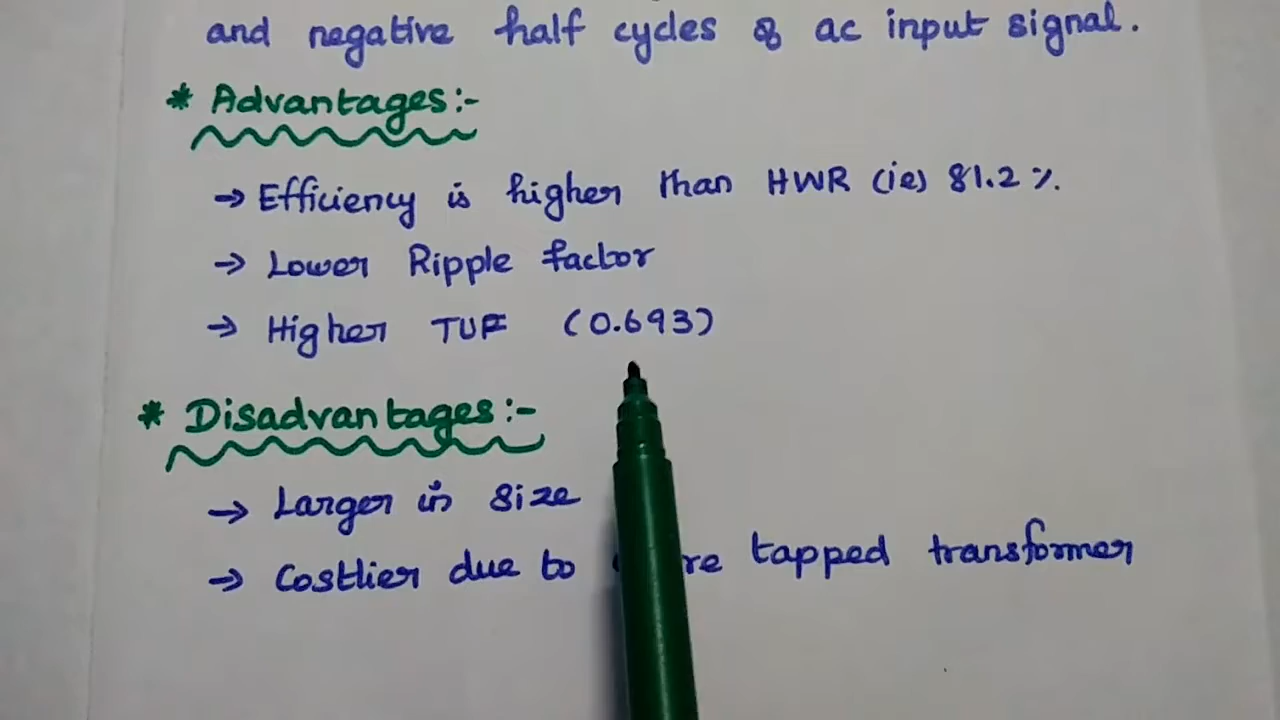 and negative half cycles of ac input signal.
* Advantages:-
→ Efficiency is higher than HWR (ie) 81.2 %.
→ Lower Ripple factor
→ Higher TUF (0.693)
* Disadvantages:-
→ Larger in size
→ Costlier due to tapped transformer